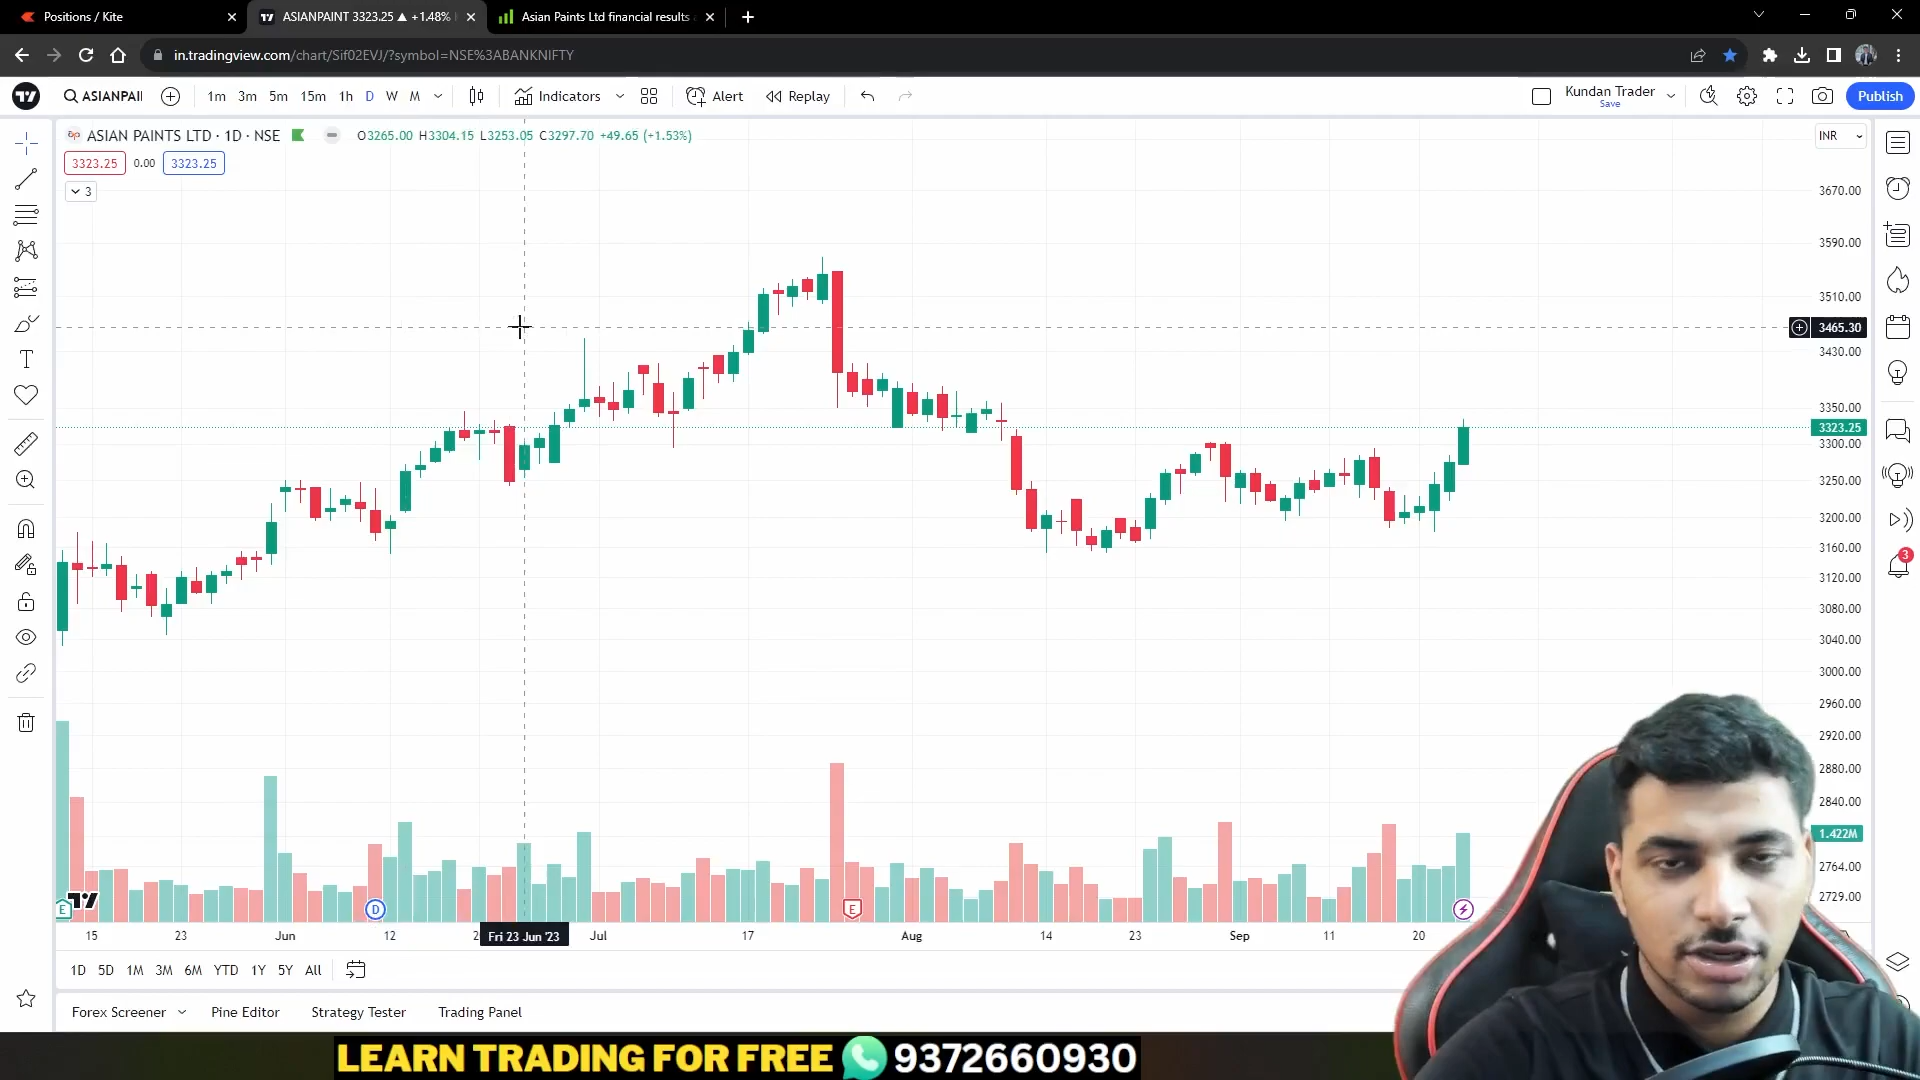 Positions / Kite
ASIANPAINT 3323.25 ▲ +1.48%
Asian Paints Ltd financial results
in.tradingview.com/chart/Sif02EVJ/?symbol=NSE%3ABANKNIFTY
ASIANPAII 1m 3m 5m 15m 1h D W M Indicators Alert Replay Kundan Trader Save Publish
ASIAN PAINTS LTD · 1D · NSE O3265.00 H3304.15 L3253.05 C3297.70 +49.65 (+1.53%) INR
3323.25 0.00 3323.25
3
3670.00
3590.00
3510.00
3465.30
3430.00
3350.00
3323.25
3300.00
3250.00
3200.00
3160.00
3120.00
3080.00
3040.00
3000.00
2960.00
2920.00
2880.00
2840.00
1.422M
2764.00
2729.00
3
E D E
15 23 Jun 12 Fri 23 Jun '23 Jul 17 Aug 14 23 Sep 11 20
1D 5D 1M 3M 6M YTD 1Y 5Y All
Forex Screener Pine Editor Strategy Tester Trading Panel
LEARN TRADING FOR FREE 9372660930